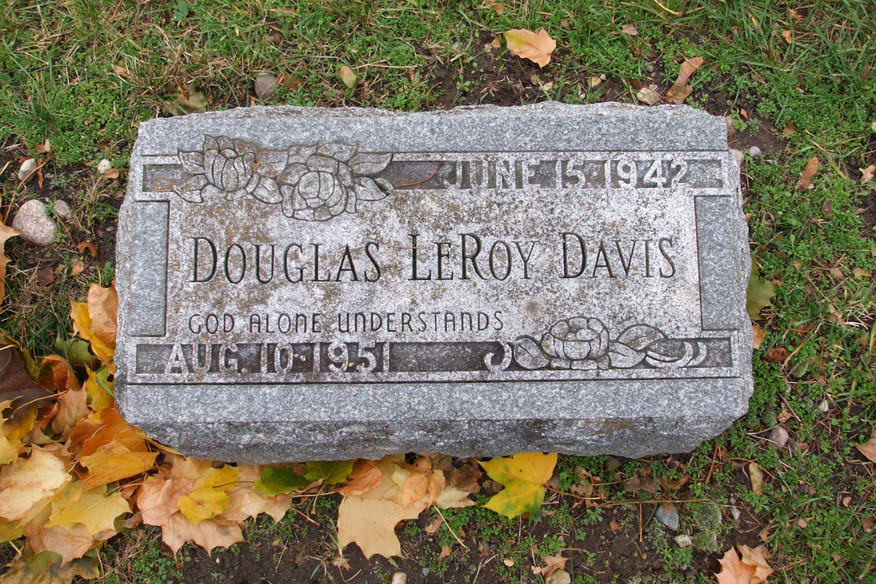 JUNE 15 1942
DOUGLAS LEROY DAVIS
GOD ALONE UNDERSTANDS
AUG. 10 1951